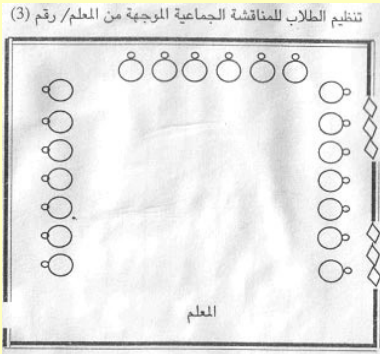 تنظيم الطلاب للمناقشة الجماعية الموجهة من المعلم/ رقم (3)
المعلم